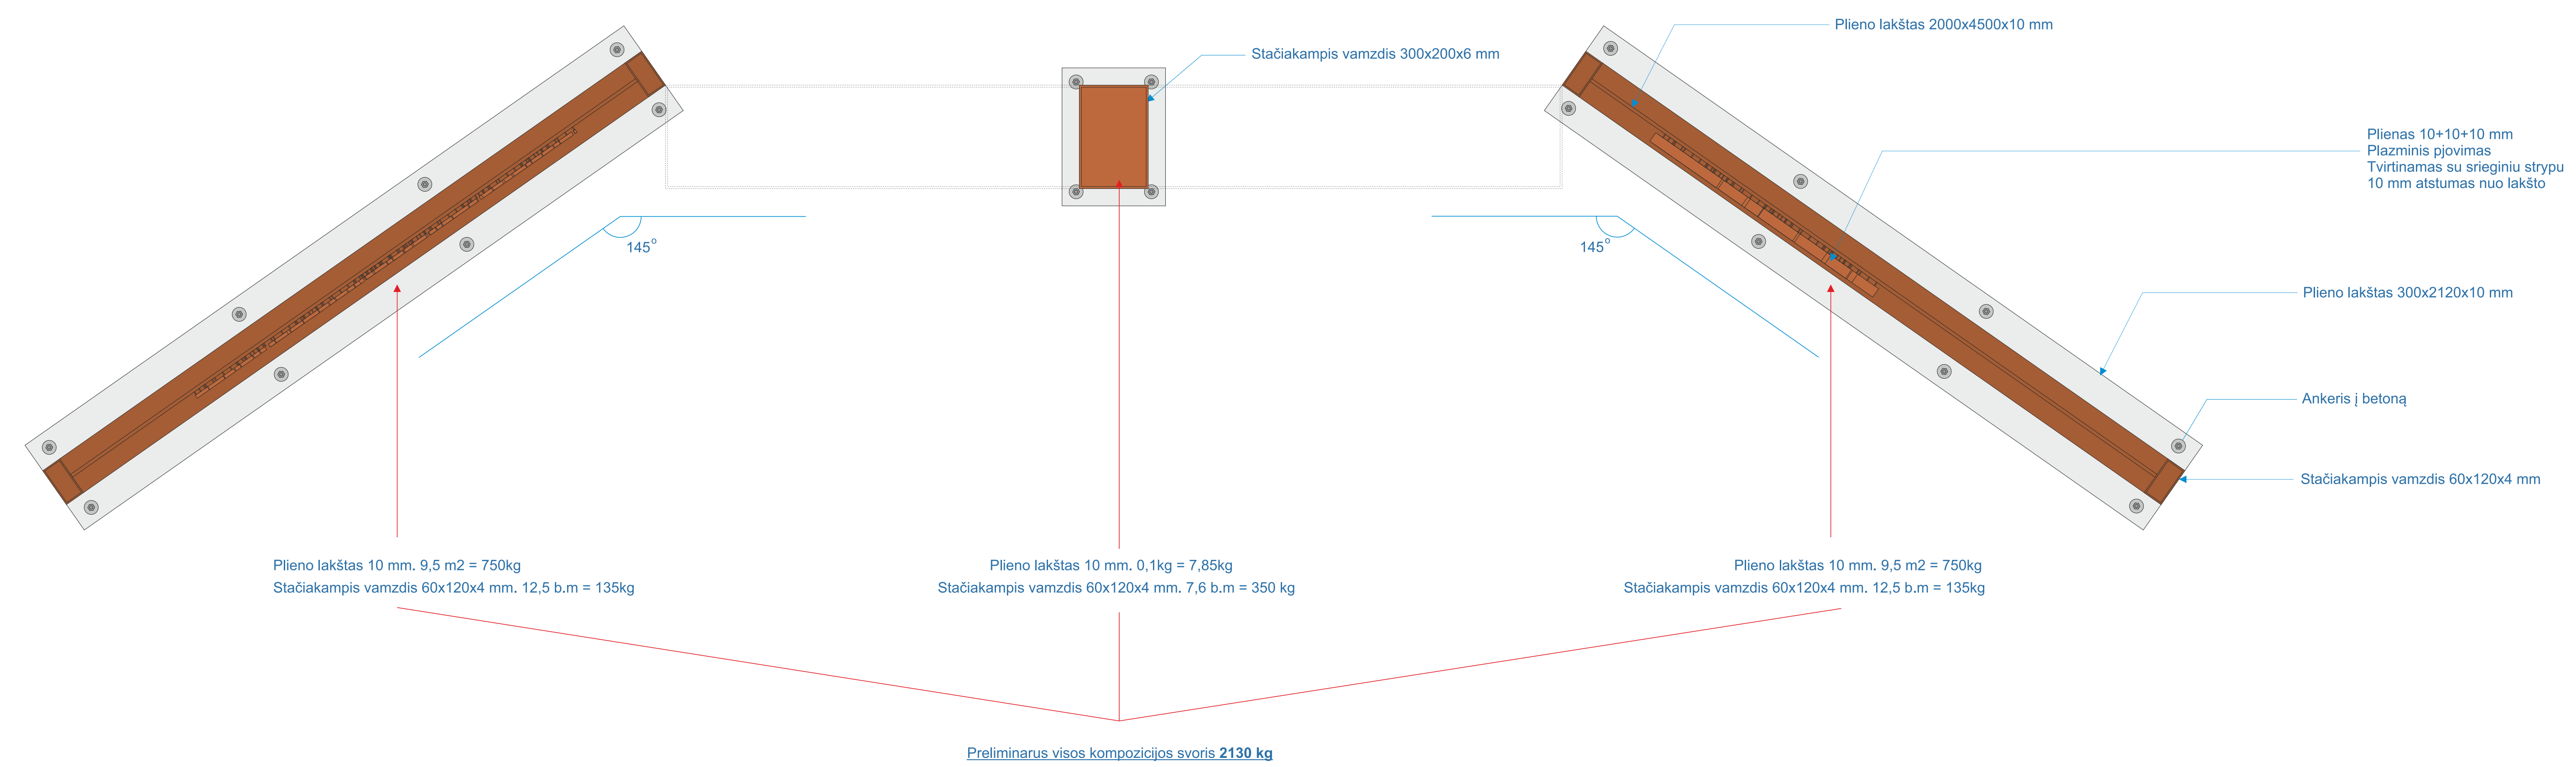 Plieno lakštas 2000x4500x10 mm
Stačiakampis vamzdis 300x200x6 mm
Plienas 10+10+10 mm
Plazminis pjovimas
Tvirtinamas su srieginiu strypu
10 mm atstumas nuo lakšto
145°
145°
Plieno lakštas 300x2120x10 mm
Ankeris į betoną
Stačiakampis vamzdis 60x120x4 mm
Plieno lakštas 10 mm. 9,5 m2 = 750kg
Stačiakampis vamzdis 60x120x4 mm. 12,5 b.m = 135kg
Plieno lakštas 10 mm. 0,1kg = 7,85kg
Stačiakampis vamzdis 60x120x4 mm. 7,6 b.m = 350 kg
Plieno lakštas 10 mm. 9,5 m2 = 750kg
Stačiakampis vamzdis 60x120x4 mm. 12,5 b.m = 135kg
Preliminarus visos kompozicijos svoris 2130 kg